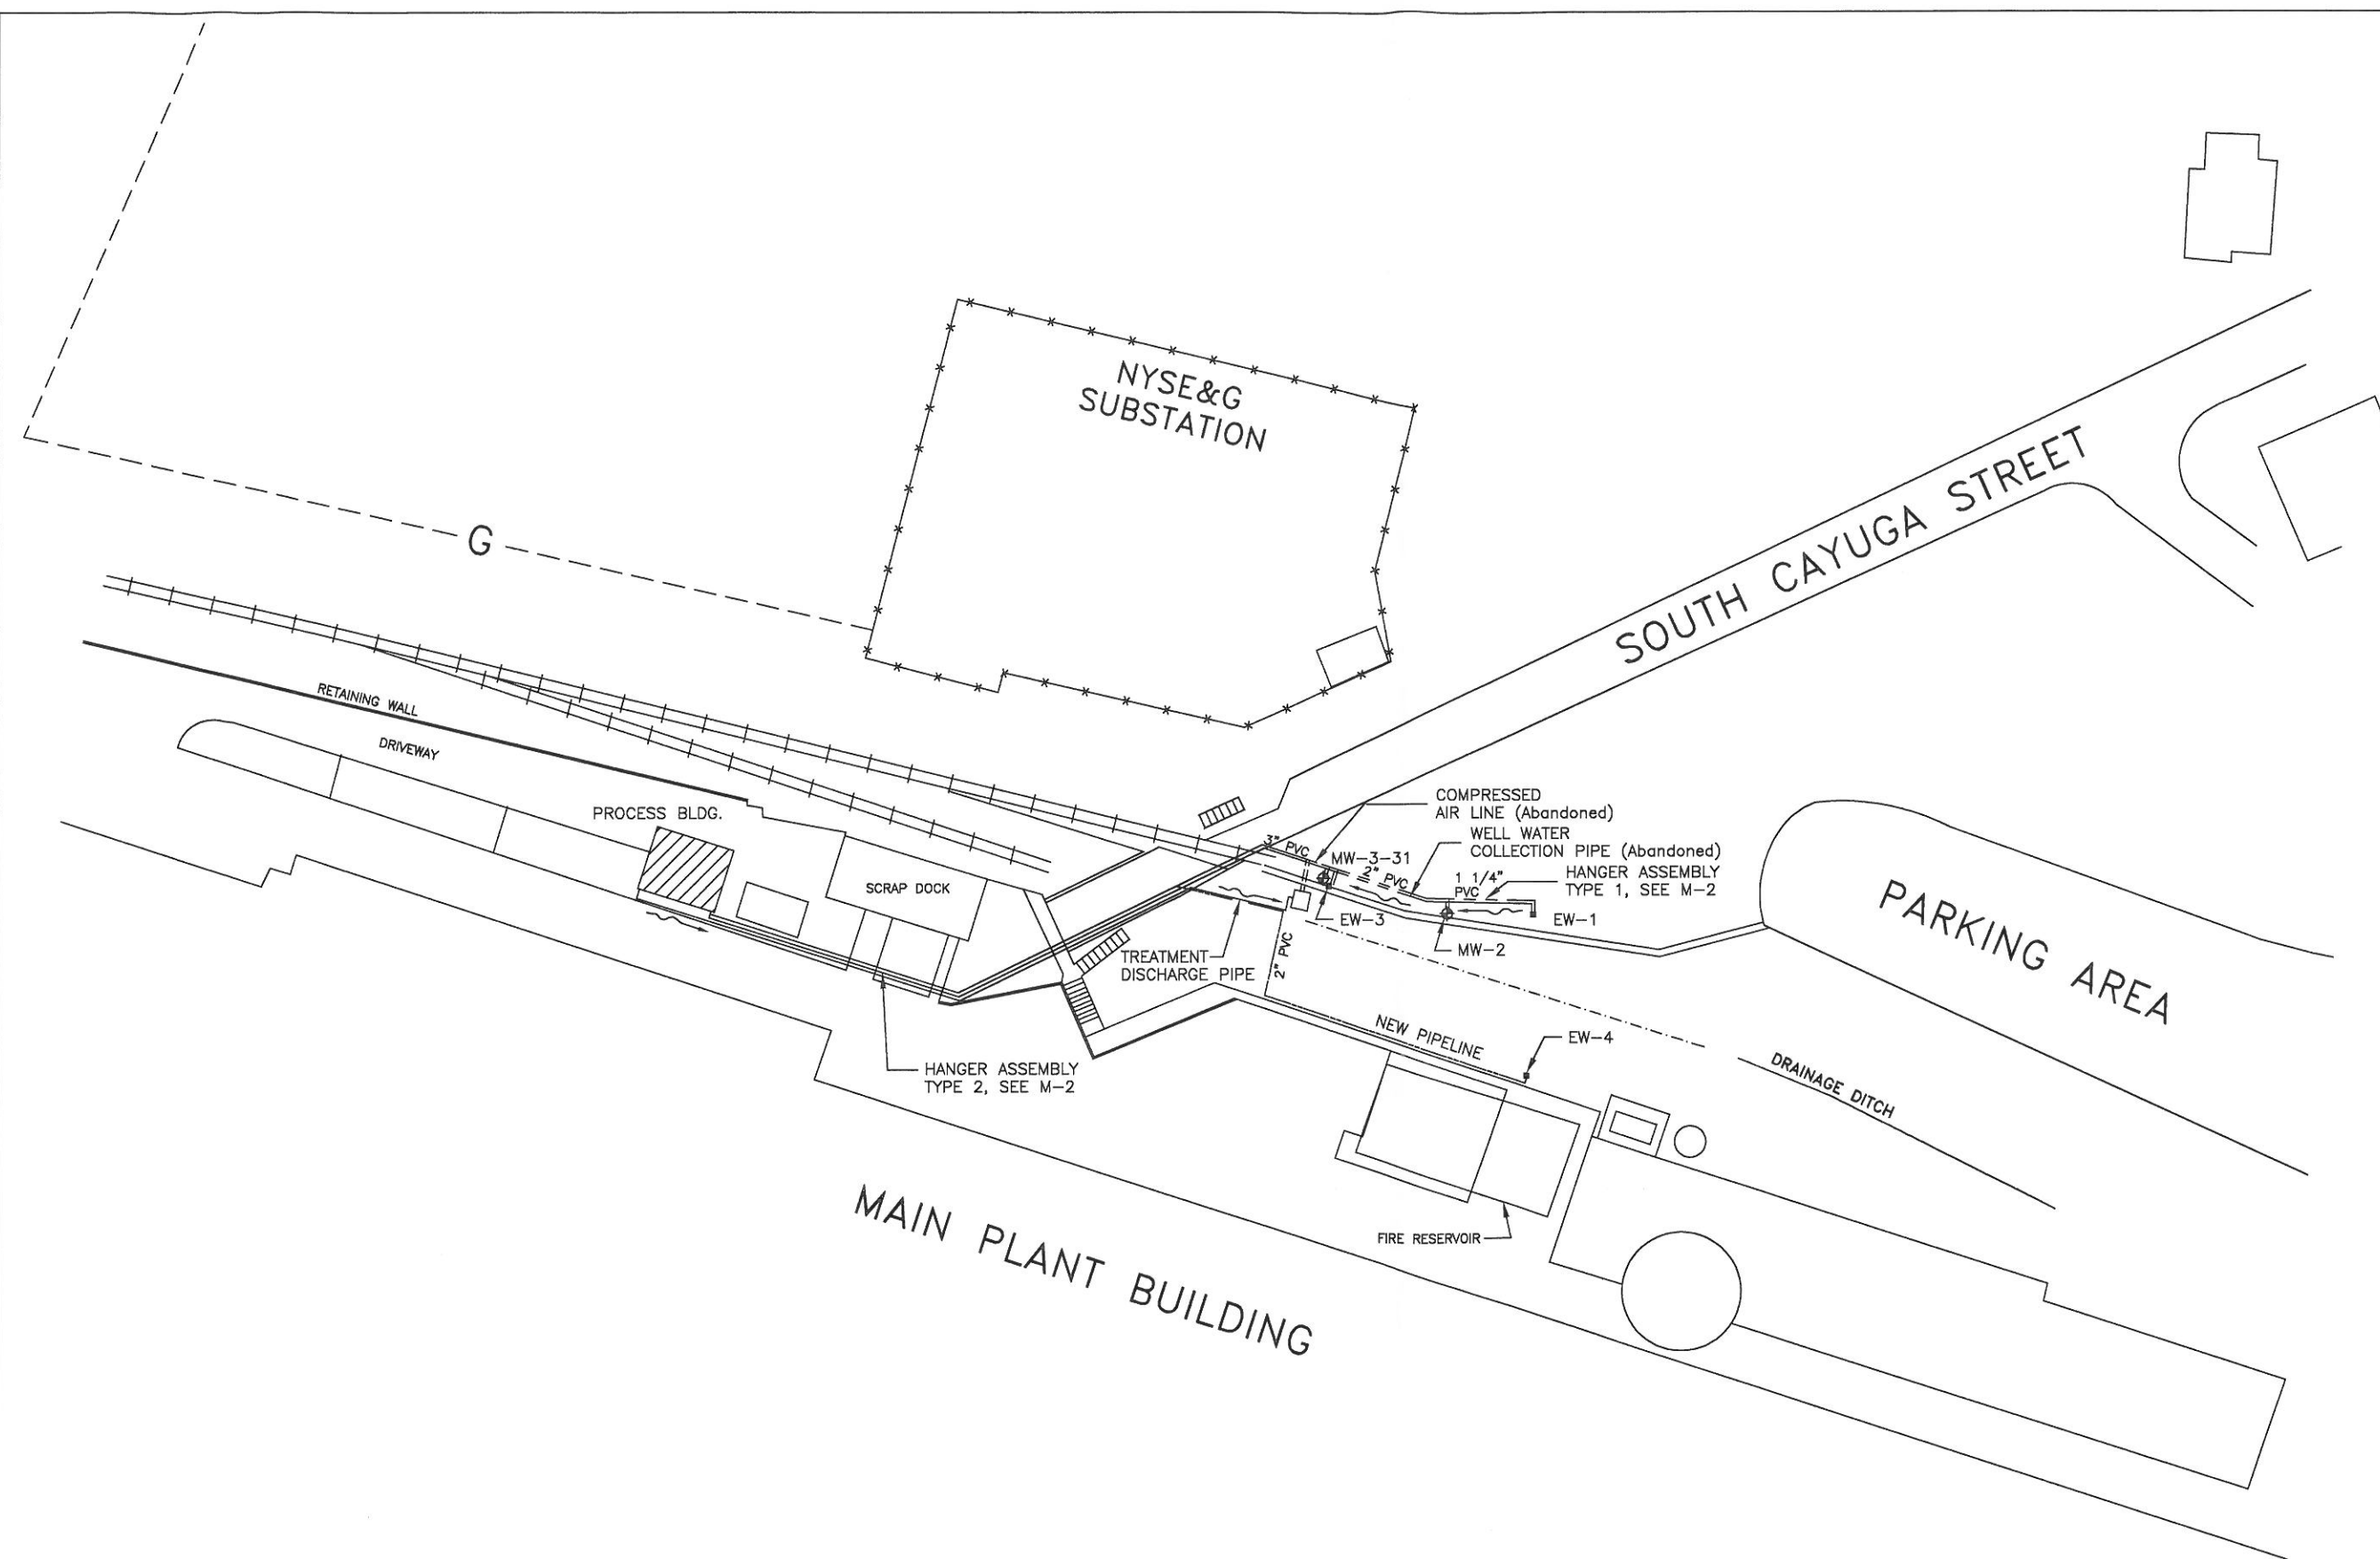 NYSE&G
SUBSTATION
SOUTH CAYUGA STREET
G
RETAINING WALL
DRIVEWAY
PROCESS BLDG.
SCRAP DOCK
COMPRESSED
AIR LINE (Abandoned)
WELL WATER
COLLECTION PIPE (Abandoned)
HANGER ASSEMBLY
TYPE 1, SEE M-2
3" PVC
MW-3-31
2" PVC
1 1/4"
PVC
EW-3
EW-1
MW-2
TREATMENT
DISCHARGE PIPE
2" PVC
PARKING AREA
NEW PIPELINE
EW-4
DRAINAGE DITCH
HANGER ASSEMBLY
TYPE 2, SEE M-2
FIRE RESERVOIR
MAIN PLANT BUILDING